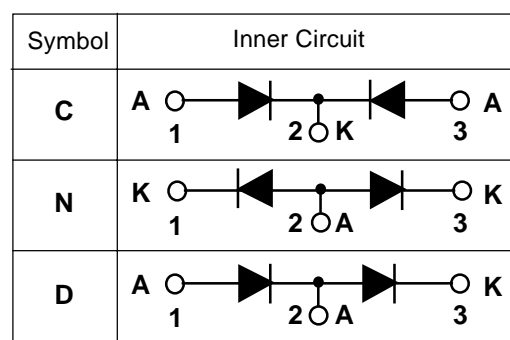 Symbol Inner Circuit
C A K A
1 2 3
N K A K
1 2 3
D A A K
1 2 3